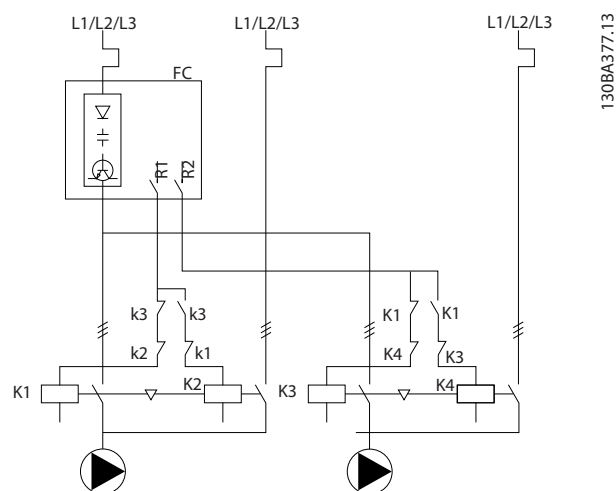 L1/L2/L3
L1/L2/L3
L1/L2/L3
130BA377.13
FC
R1
R2
k3
k3
K1
K1
k2
k1
K4
K3
K1
K2
K3
K4